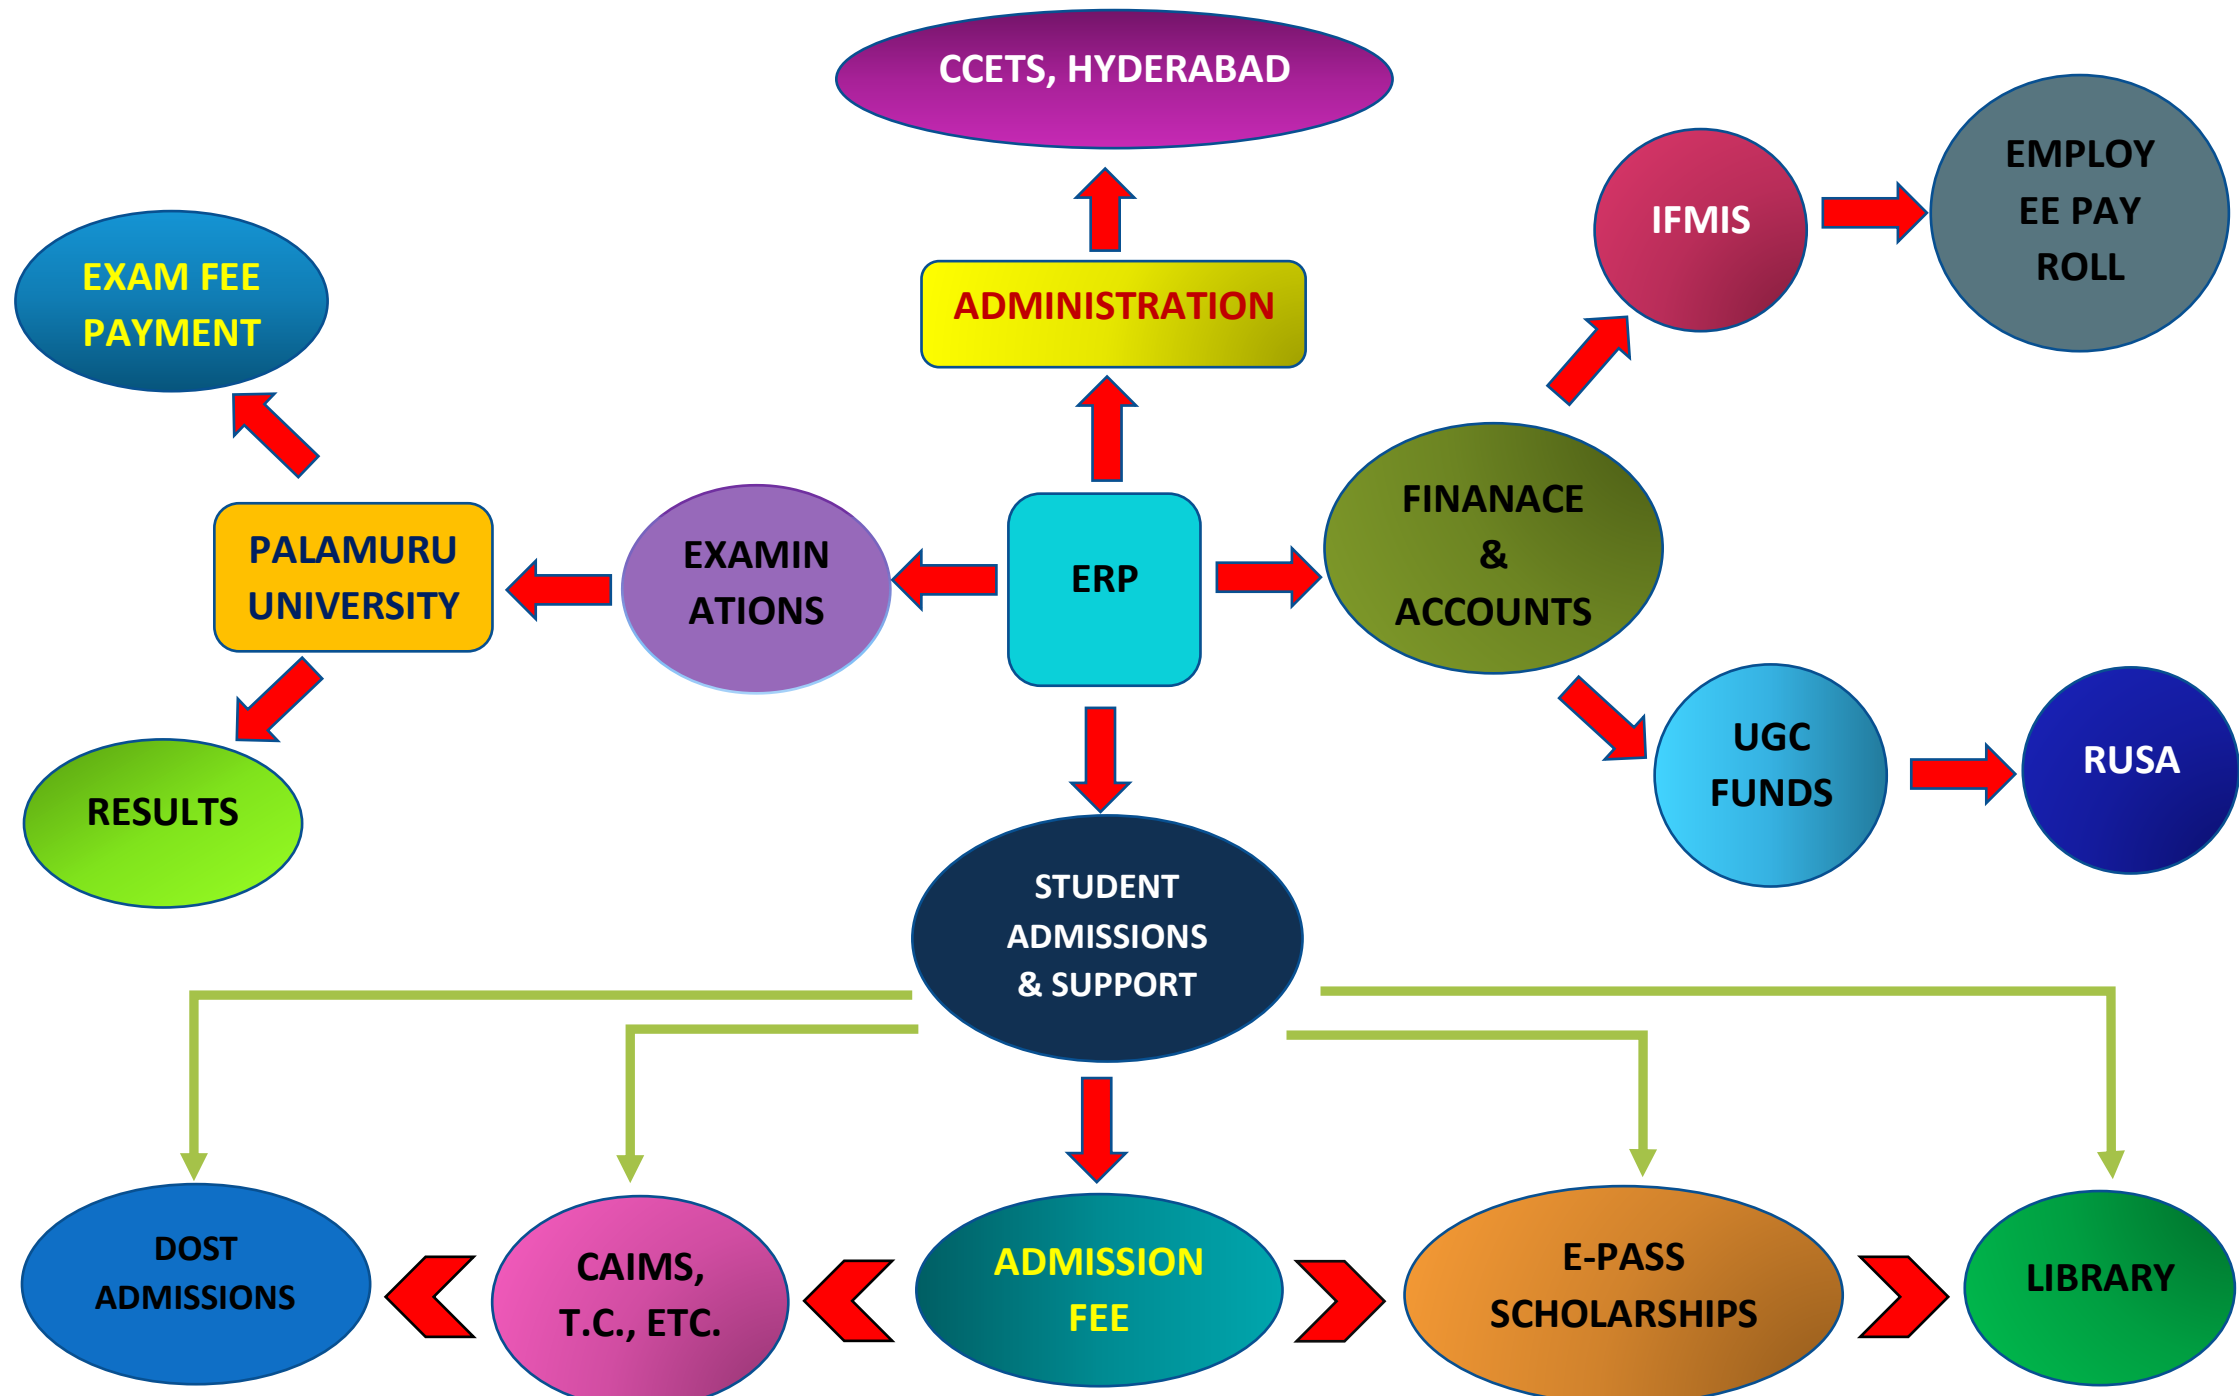 CCETS, HYDERABAD
EMPLOY
EE PAY
ROLL
IFMIS
EXAM FEE
PAYMENT
ADMINISTRATION
FINANACE
&
ACCOUNTS
PALAMURU
UNIVERSITY
EXAMIN
ATIONS
ERP
UGC
FUNDS
RUSA
RESULTS
STUDENT
ADMISSIONS
& SUPPORT
DOST
ADMISSIONS
CAIMS,
T.C., ETC.
ADMISSION
FEE
E-PASS
SCHOLARSHIPS
LIBRARY